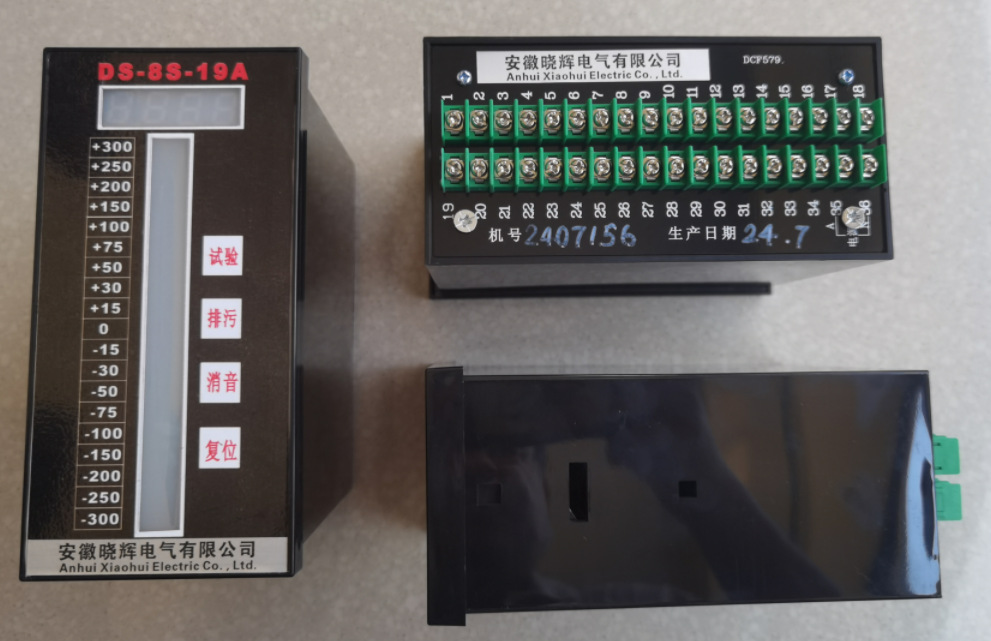 DS-8S-19A
+300
+250
+200
+150
+100
+75
+50
+30
+15
0
-15
-30
-50
-75
-100
-150
-200
-250
-300
试验
排污
消音
复位
安徽晓辉电气有限公司
Anhui Xiaohui Electric Co., Ltd.
安徽晓辉电气有限公司
Anhui Xiaohui Electric Co., Ltd.
DCF579.
1 2 3 4 5 6 7 8 9 10 11 12 13 14 15 16 17 18
19 20 21 22 23 24 25 26 27 28 29 30 31 32 33 34 35 36
机号 2407156 生产日期 24.7